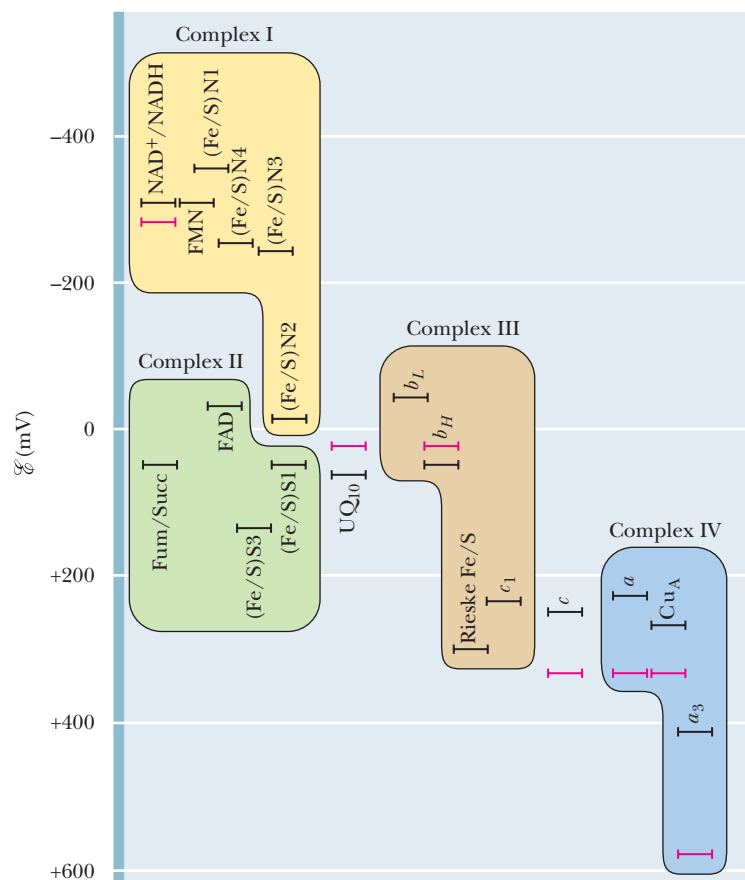 Complex I
NAD⁺/NADH
(Fe/S)N1
FMN
(Fe/S)N4
(Fe/S)N3
(Fe/S)N2
Complex II
FAD
Fum/Succ
(Fe/S)S3
(Fe/S)S1
UQ₁₀
Complex III
b_L
b_H
Rieske Fe/S
c₁
c
Complex IV
a
Cu_A
a₃
ℰ (mV)
–400
–200
0
+200
+400
+600